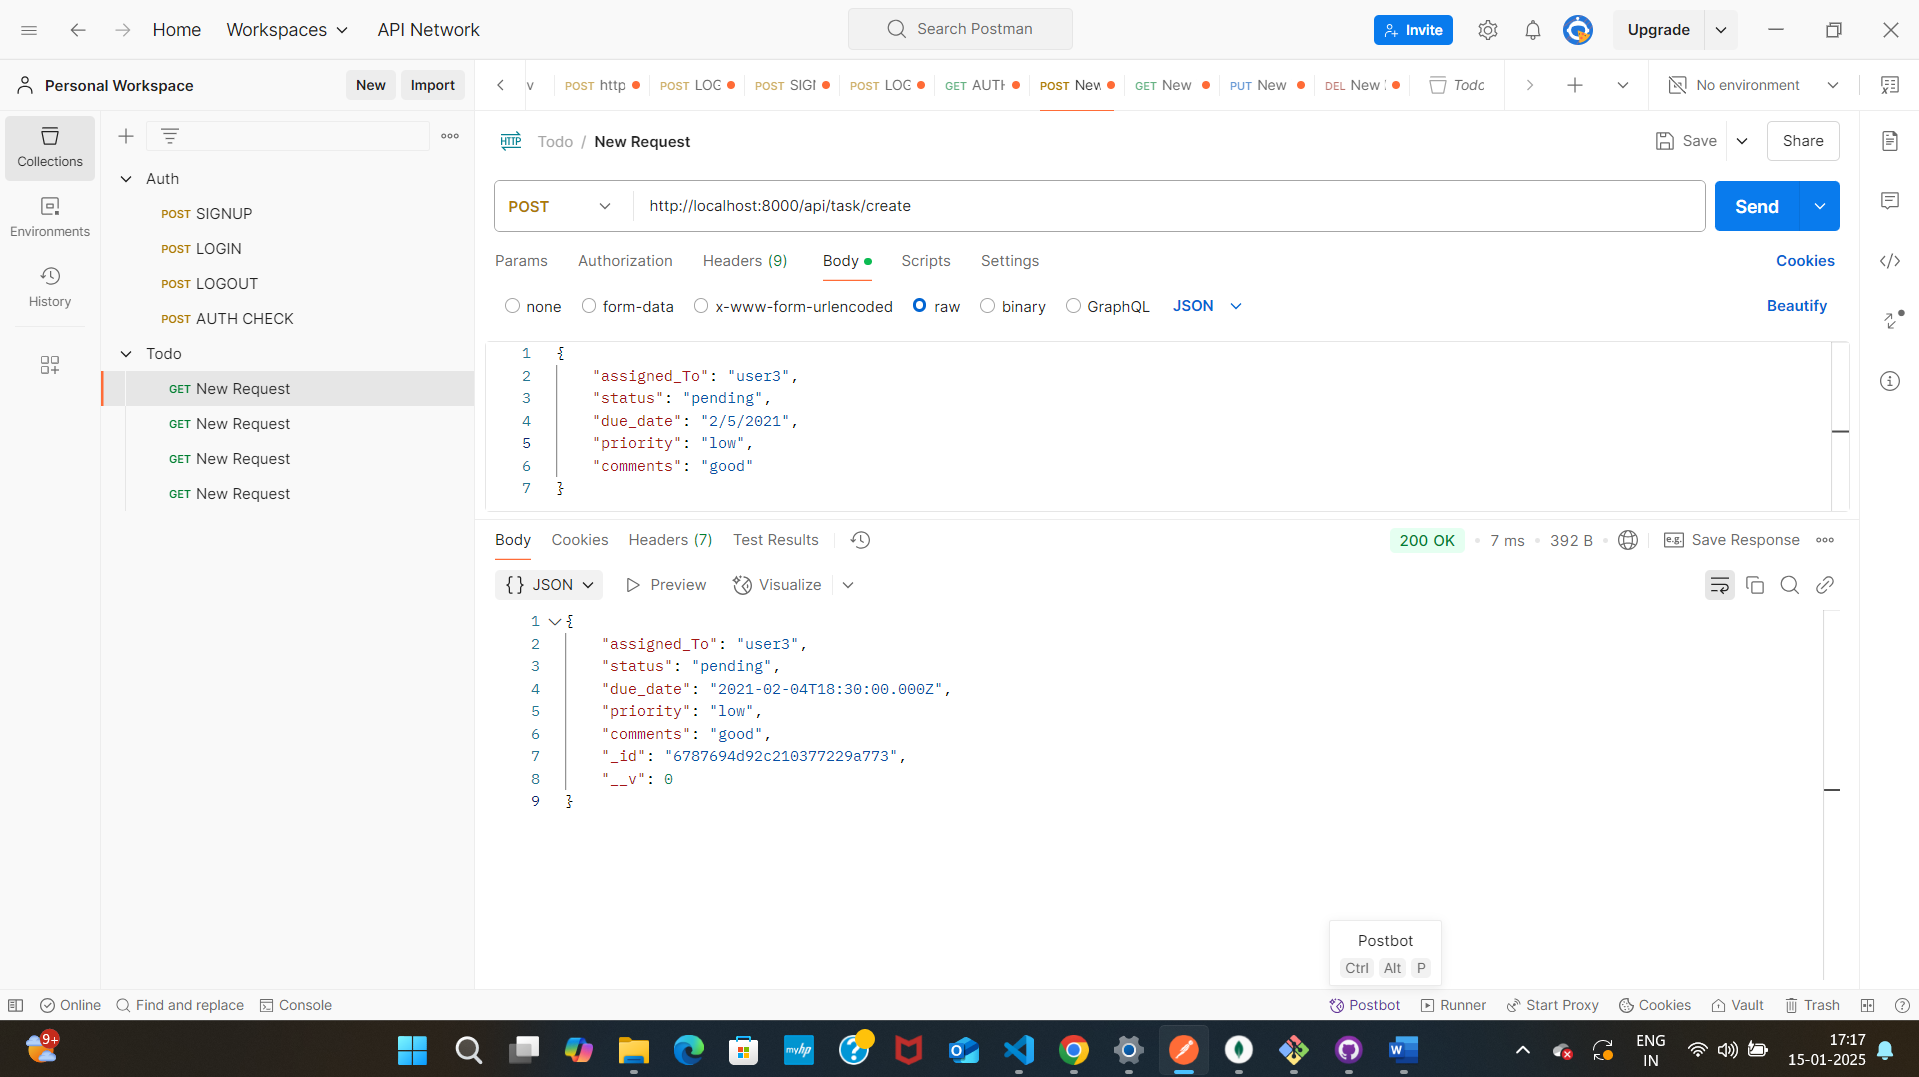 Home Workspaces API Network Search Postman Invite Upgrade
Personal Workspace New Import
v POST http POST LOC POST SIGI POST LOC GET AUTH POST New GET New PUT New DEL New Todo No environment
Collections
Environments
History
Auth
POST SIGNUP
POST LOGIN
POST LOGOUT
POST AUTH CHECK
Todo
GET New Request
GET New Request
GET New Request
GET New Request
HTTP Todo / New Request Save Share
POST http://localhost:8000/api/task/create Send
Params Authorization Headers (9) Body Scripts Settings Cookies
none form-data x-www-form-urlencoded raw binary GraphQL JSON Beautify
1 {
2 "assigned_To": "user3",
3 "status": "pending",
4 "due_date": "2/5/2021",
5 "priority": "low",
6 "comments": "good"
7 }
Body Cookies Headers (7) Test Results 200 OK 7 ms 392 B e.g. Save Response
{} JSON Preview Visualize
1 {
2 "assigned_To": "user3",
3 "status": "pending",
4 "due_date": "2021-02-04T18:30:00.000Z",
5 "priority": "low",
6 "comments": "good",
7 "_id": "6787694d92c210377229a773",
8 "__v": 0
9 }
Postbot
Ctrl Alt P
Online Find and replace Console Postbot Runner Start Proxy Cookies Vault Trash
9+ myhp ENG 17:17
IN 15-01-2025